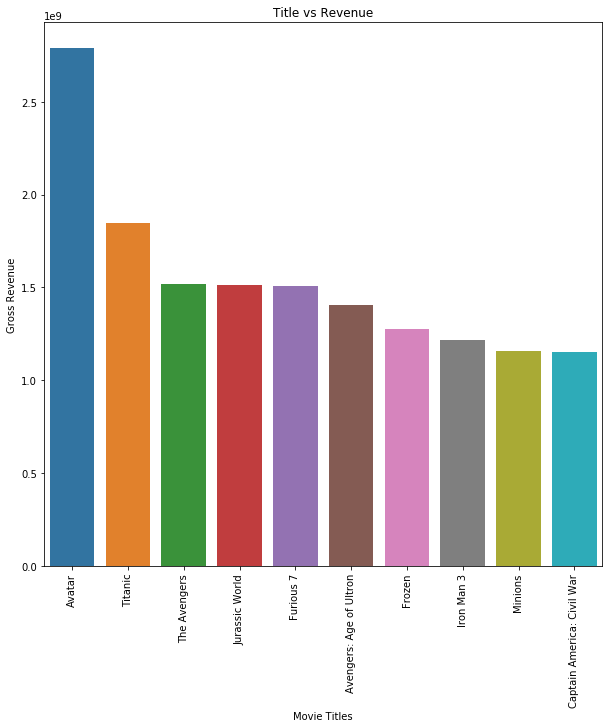 Title vs Revenue
1e9
2.5
2.0
1.5
1.0
0.5
0.0
Gross Revenue
Avatar
Titanic
The Avengers
Jurassic World
Furious 7
Avengers: Age of Ultron
Frozen
Iron Man 3
Minions
Captain America: Civil War
Movie Titles